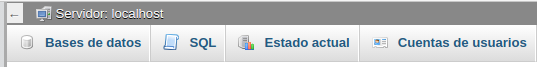 ← Servidor: localhost
Bases de datos SQL Estado actual Cuentas de usuarios